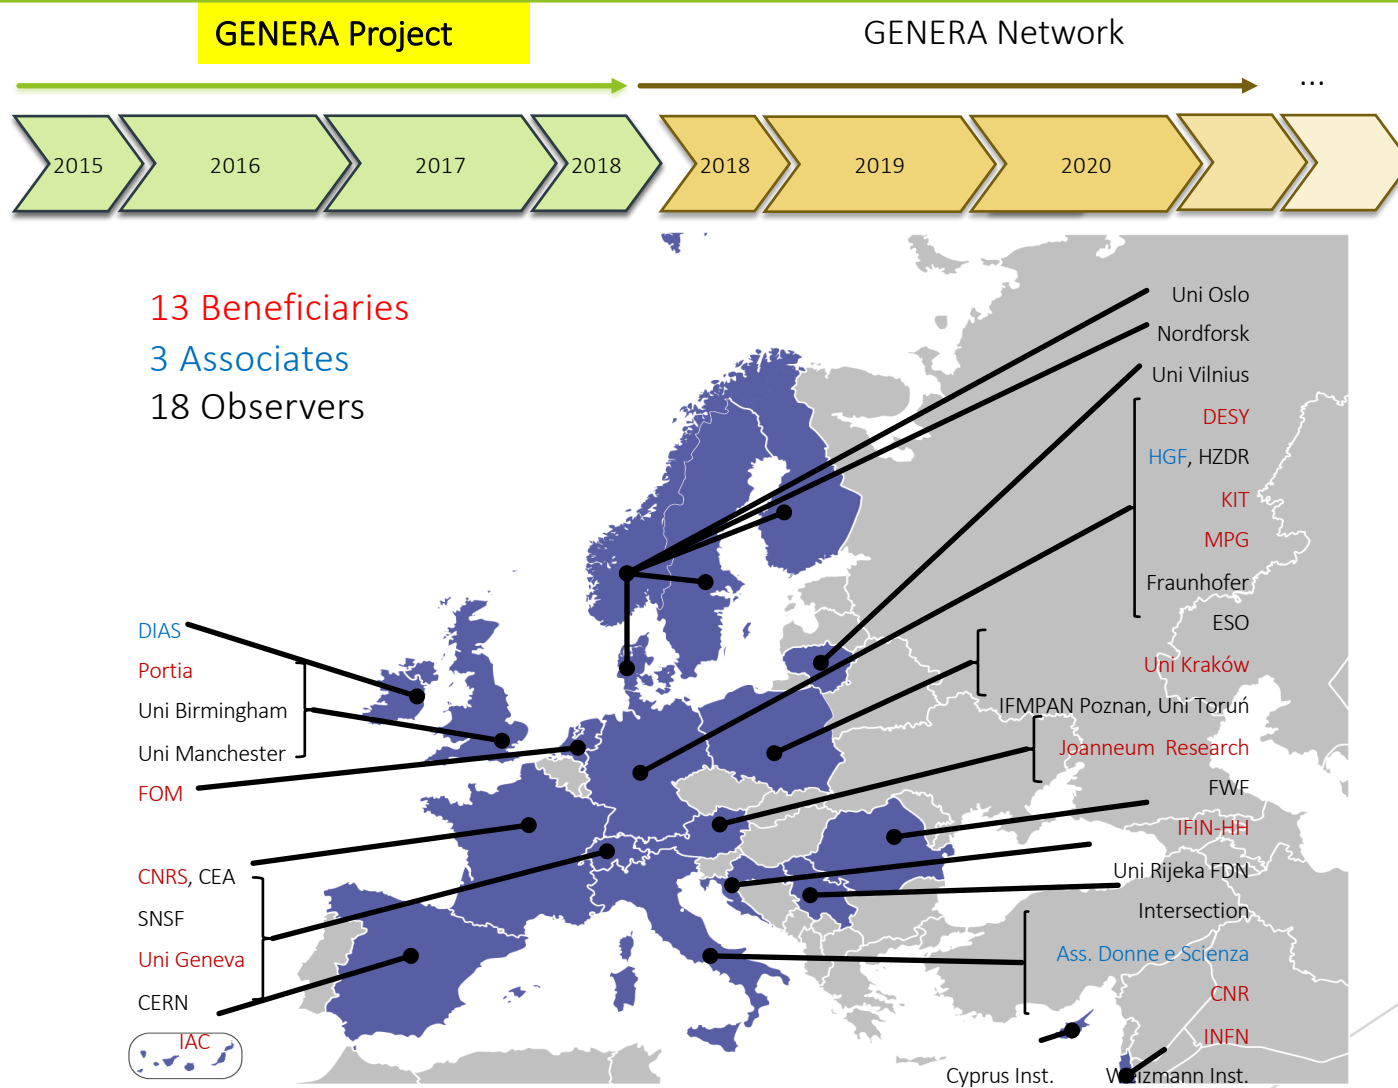 GENERA Project
GENERA Network
...
2015
2016
2017
2018
2018
2019
2020
13 Beneficiaries
3 Associates
18 Observers
Uni Oslo
Nordforsk
Uni Vilnius
DESY
HGF, HZDR
KIT
MPG
Fraunhofer
ESO
Uni Kraków
IFMPAN Poznan, Uni Toruń
Joanneum Research
FWF
IFIN-HH
Uni Rijeka FDN
Intersection
Ass. Donne e Scienza
CNR
INFN
Weizmann Inst.
Cyprus Inst.
DIAS
Portia
Uni Birmingham
Uni Manchester
FOM
CNRS, CEA
SNSF
Uni Geneva
CERN
IAC